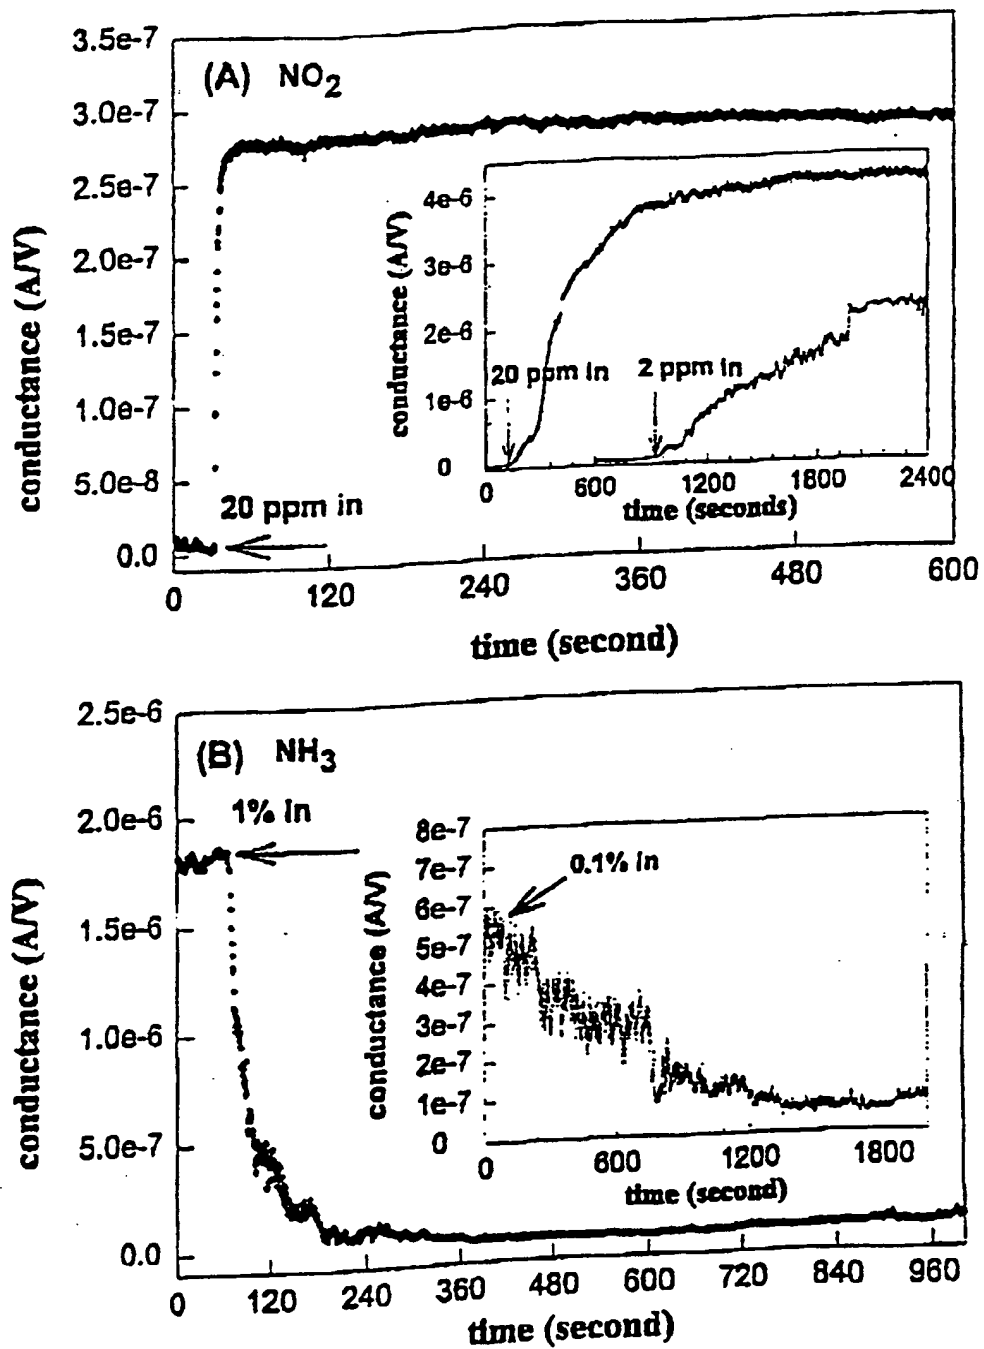 3.5e-7
(A) NO2
3.0e-7
2.5e-7
2.0e-7
1.5e-7
1.0e-7
5.0e-8
0.0
conductance (A/V)
20 ppm in
0 120 240 360 480 600
time (second)
4e-6
3e-6
2e-6
1e-6
0
conductance (A/V)
20 ppm in 2 ppm in
0 600 1200 1800 2400
time (seconds)
2.5e-6
(B) NH3
1% in
2.0e-6
1.5e-6
1.0e-6
5.0e-7
0.0
conductance (A/V)
0 120 240 360 480 600 720 840 960
time (second)
8e-7
7e-7
6e-7
5e-7
4e-7
3e-7
2e-7
1e-7
0
conductance (A/V)
0.1% in
0 600 1200 1800
time (second)